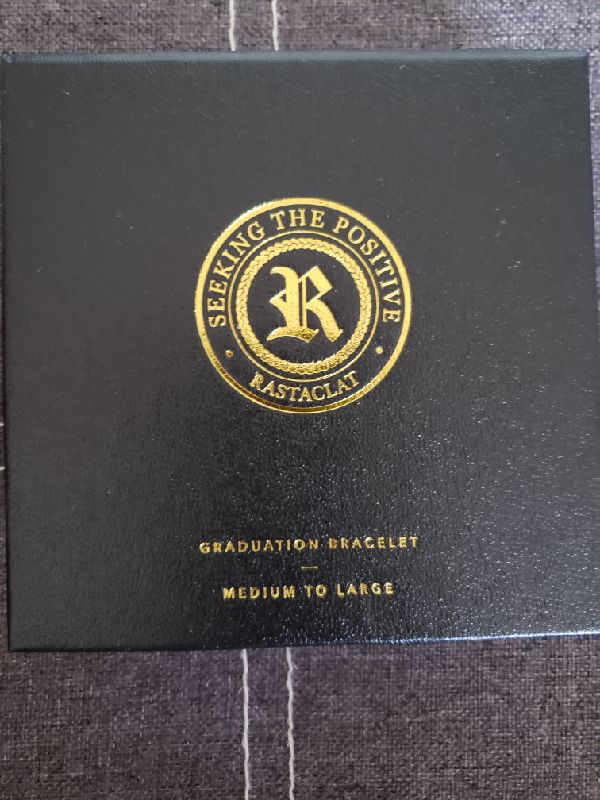 SEEKING THE POSITIVE
R
RASTACLAT
GRADUATION BRACELET
—
MEDIUM TO LARGE